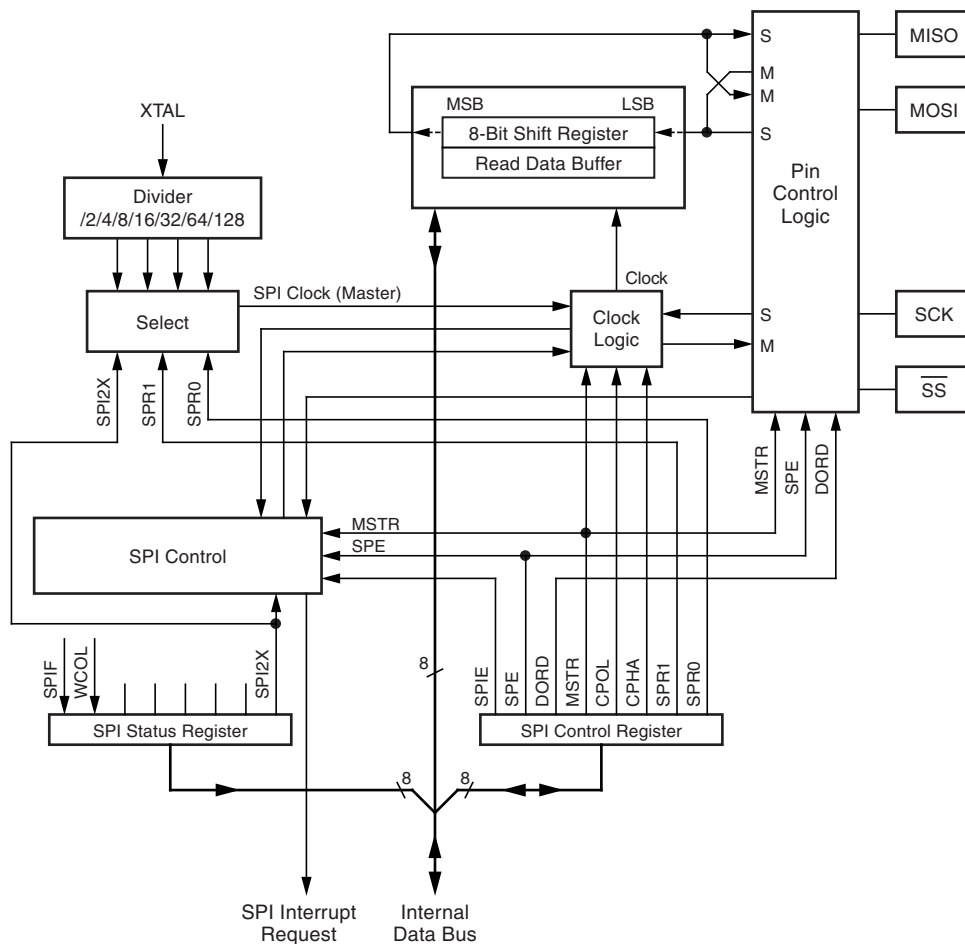 S
MISO
M
M
MOSI
MSB
LSB
XTAL
8-Bit Shift Register
S
Read Data Buffer
Pin
Control
Logic
Divider
/2/4/8/16/32/64/128
Clock
SPI Clock (Master)
Select
Clock
Logic
S
SCK
M
SS
SPI2X
SPR1
SPR0
MSTR
SPE
DORD
MSTR
SPI Control
SPE
SPIF
WCOL
SPI2X
8
SPIE
SPE
DORD
MSTR
CPOL
CPHA
SPR1
SPR0
SPI Status Register
SPI Control Register
8
8
SPI Interrupt
Request
Internal
Data Bus